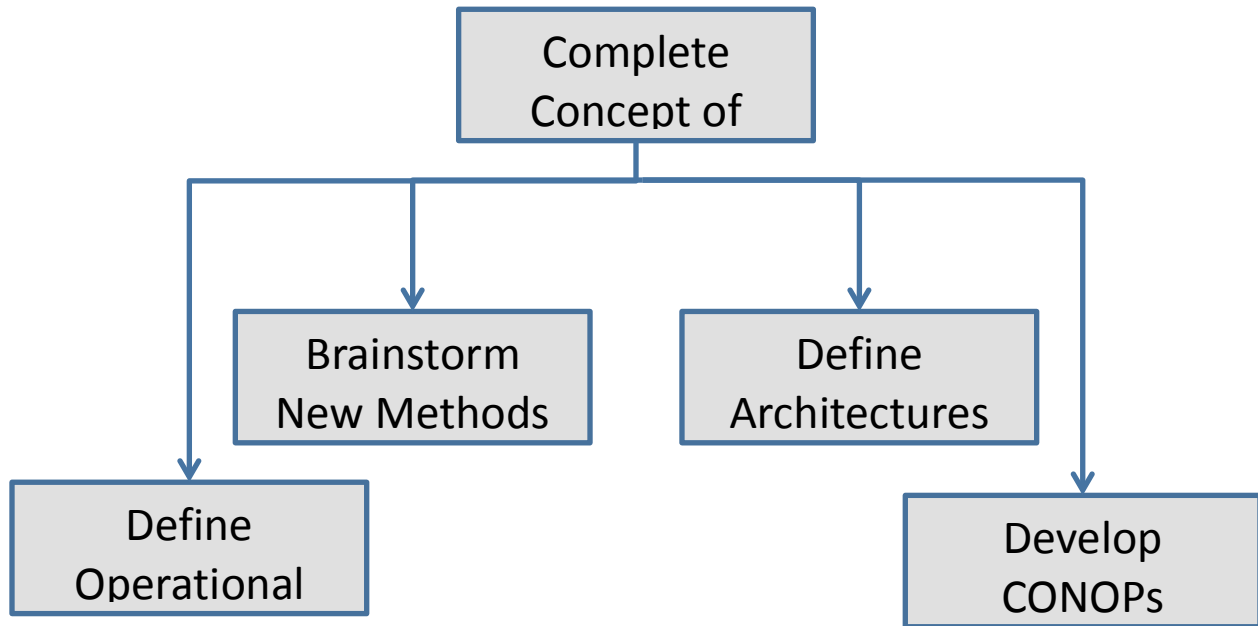 Complete
Concept of
Brainstorm
New Methods
Define
Architectures
Define
Operational
Develop
CONOPs